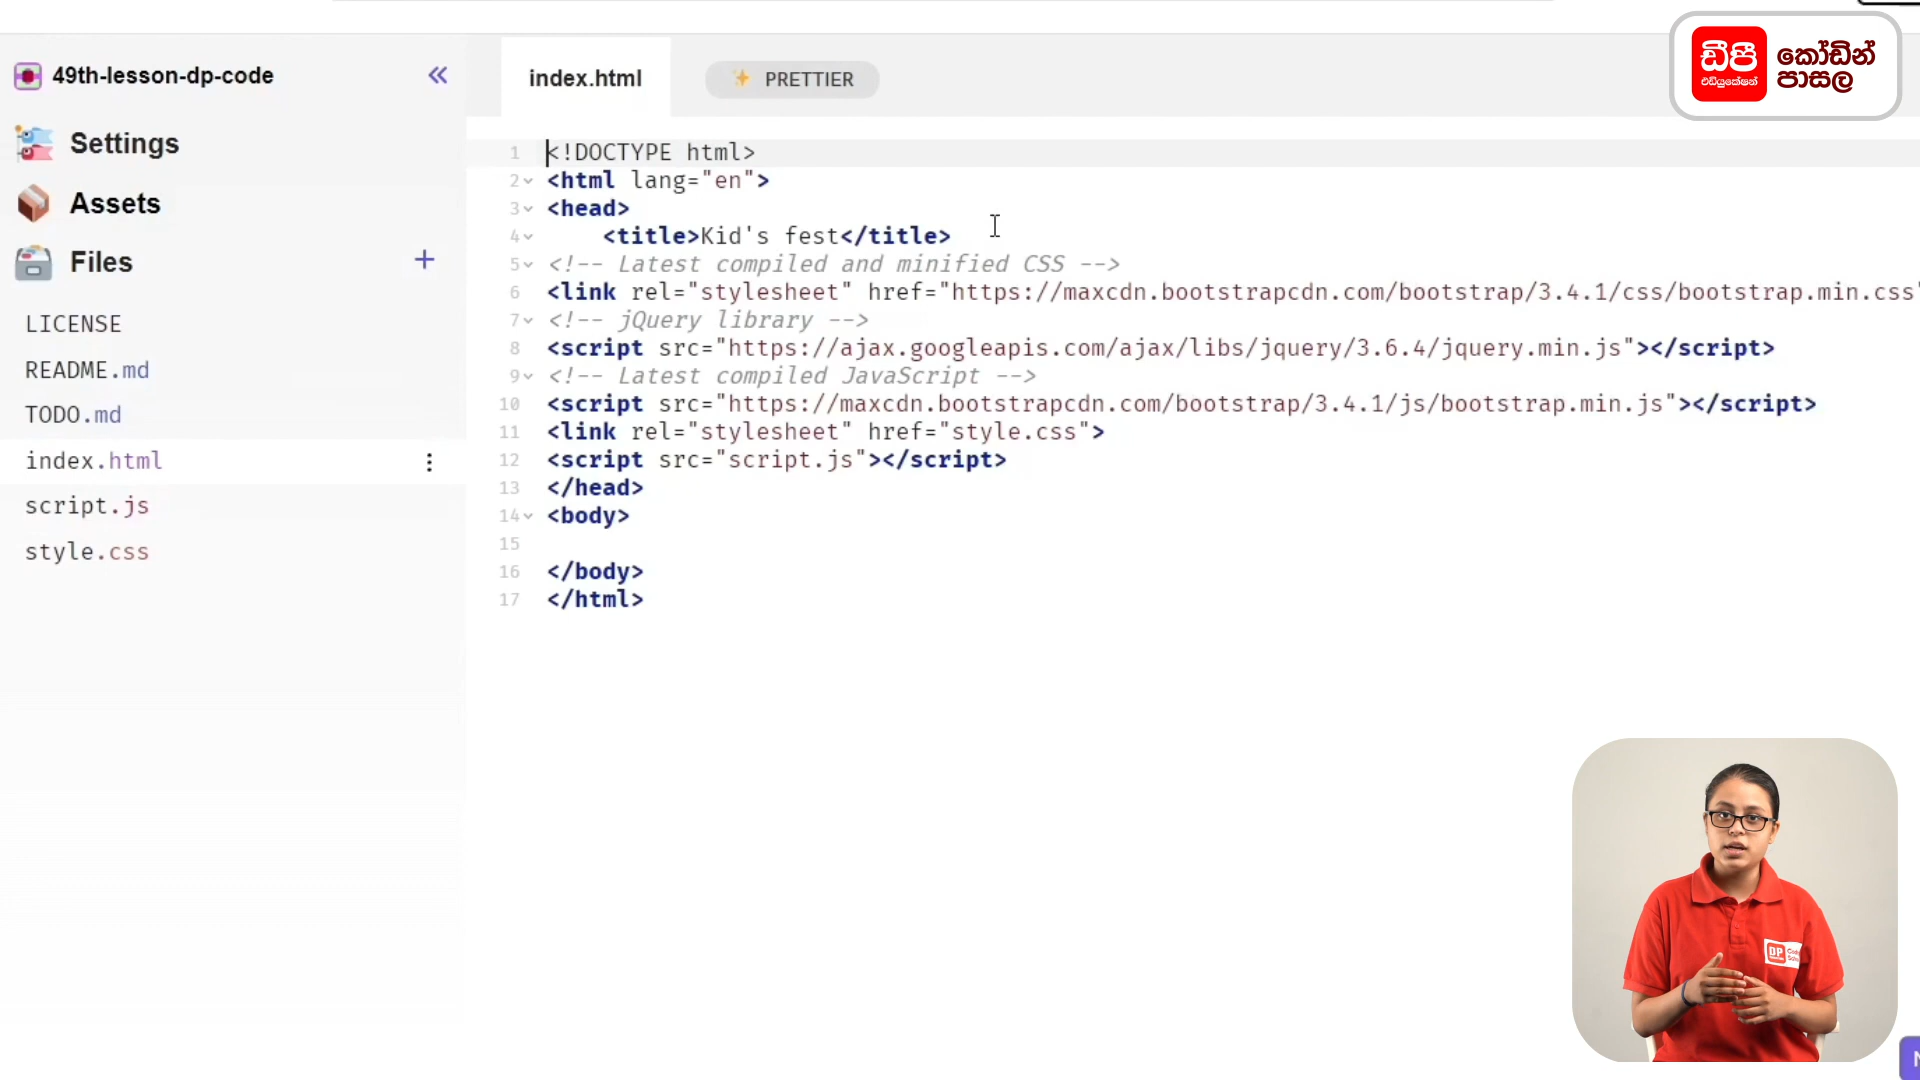 49th-lesson-dp-code
Settings
Assets
Files
LICENSE
README.md
TODO.md
index.html
script.js
style.css
index.html
PRETTIER
1 <!DOCTYPE html>
2 <html lang="en">
3 <head>
4 <title>Kid's fest</title>
5 <!-- Latest compiled and minified CSS -->
6 <link rel="stylesheet" href="https://maxcdn.bootstrapcdn.com/bootstrap/3.4.1/css/bootstrap.min.css"
7 <!-- jQuery library -->
8 <script src="https://ajax.googleapis.com/ajax/libs/jquery/3.6.4/jquery.min.js"></script>
9 <!-- Latest compiled JavaScript -->
10 <script src="https://maxcdn.bootstrapcdn.com/bootstrap/3.4.1/js/bootstrap.min.js"></script>
11 <link rel="stylesheet" href="style.css">
12 <script src="script.js"></script>
13 </head>
14 <body>
15
16 </body>
17 </html>
ඩීපී
එඩියුකේෂන්
කෝඩින්
පාසල
DP